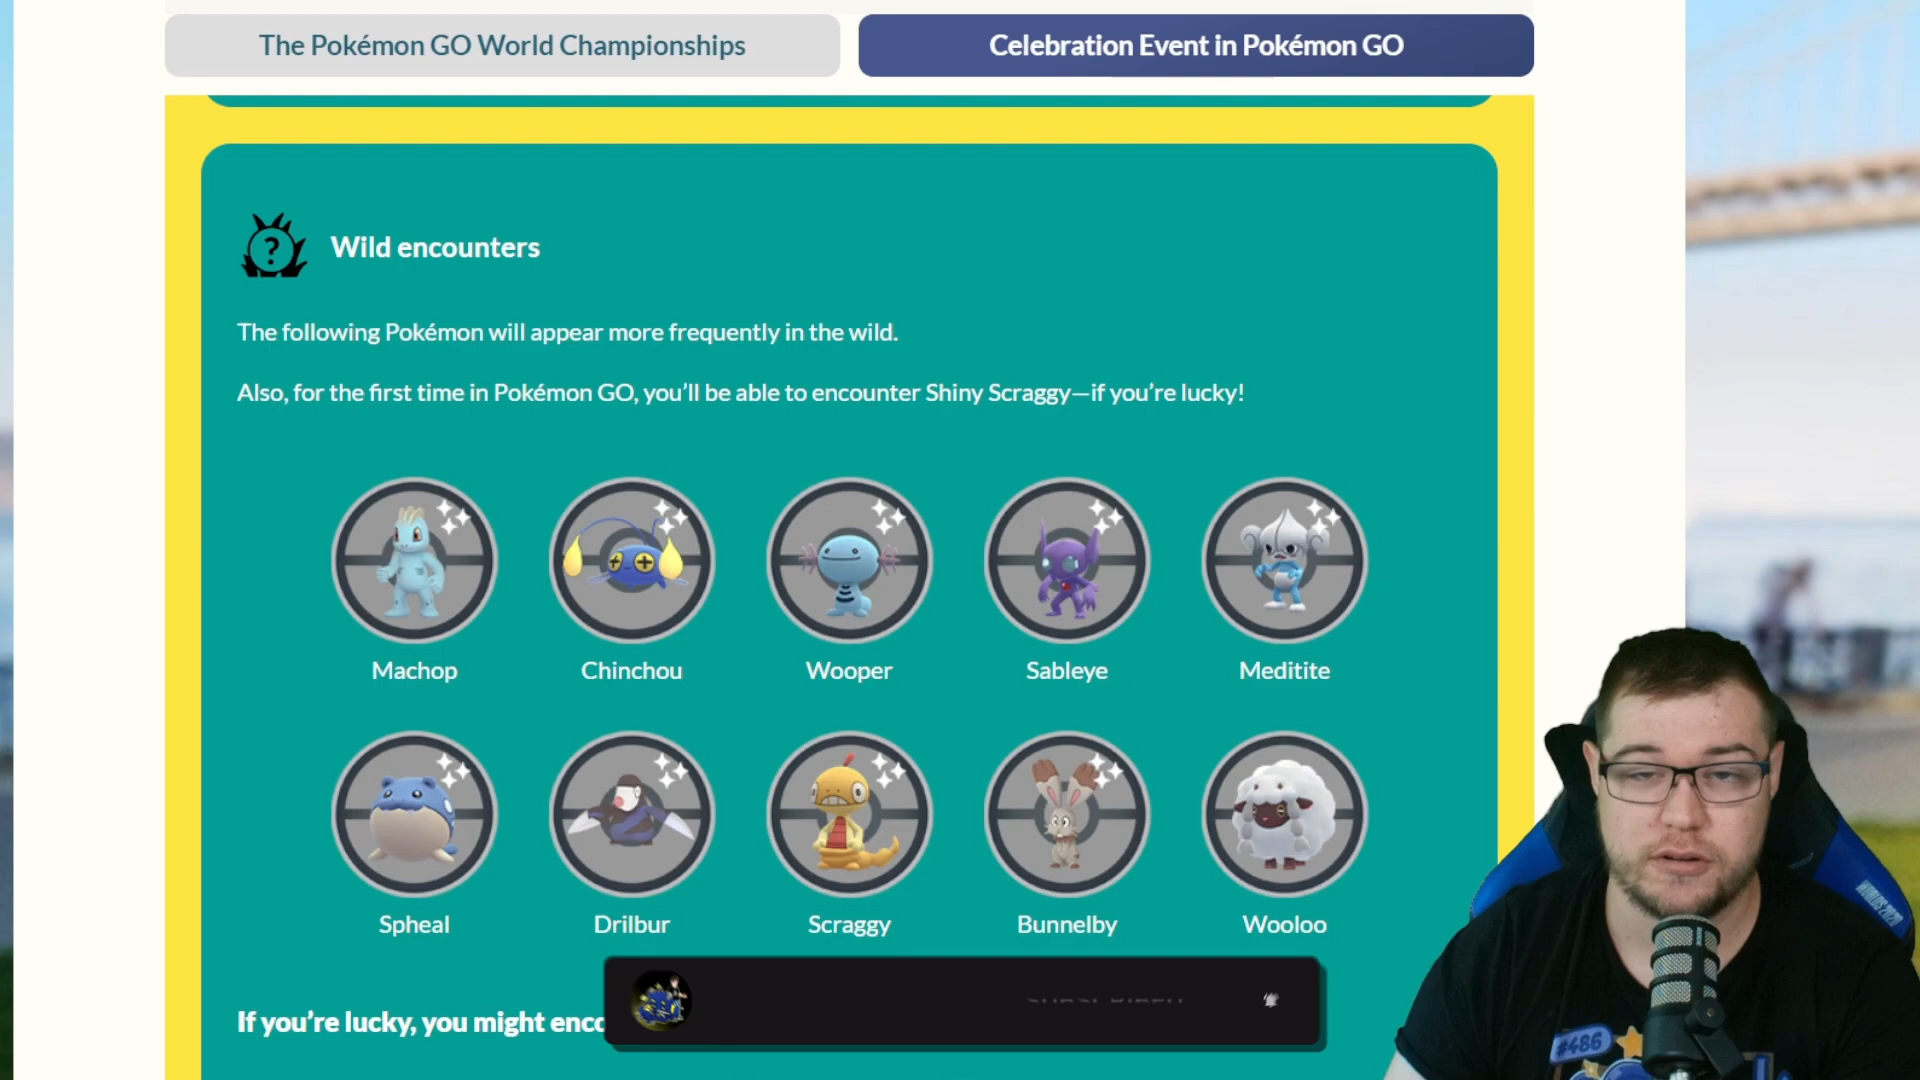 The Pokémon GO World Championships
Celebration Event in Pokémon GO
?
Wild encounters
The following Pokémon will appear more frequently in the wild.
Also, for the first time in Pokémon GO, you’ll be able to encounter Shiny Scraggy—if you’re lucky!
Machop
Chinchou
Wooper
Sableye
Meditite
Spheal
Drilbur
Scraggy
Bunnelby
Wooloo
If you’re lucky, you might enco
WORLDS 2020
#486